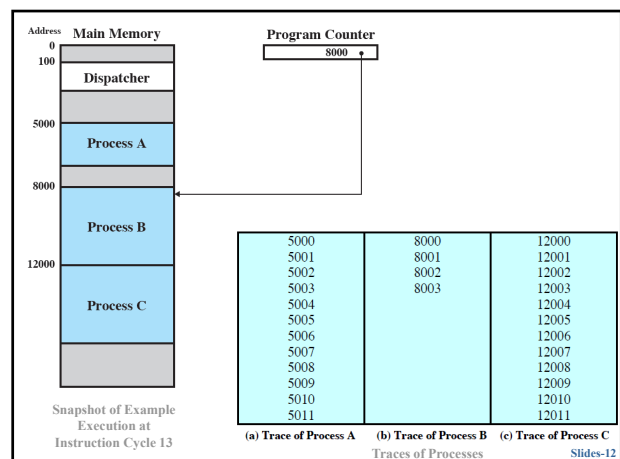 Address
Main Memory
0
100
Dispatcher
5000
Process A
8000
Process B
12000
Process C
Snapshot of Example
Execution at
Instruction Cycle 13
Program Counter
8000
5000
5001
5002
5003
5004
5005
5006
5007
5008
5009
5010
5011
(a) Trace of Process A
8000
8001
8002
8003
(b) Trace of Process B
12000
12001
12002
12003
12004
12005
12006
12007
12008
12009
12010
12011
(c) Trace of Process C
Traces of Processes
Slides-12